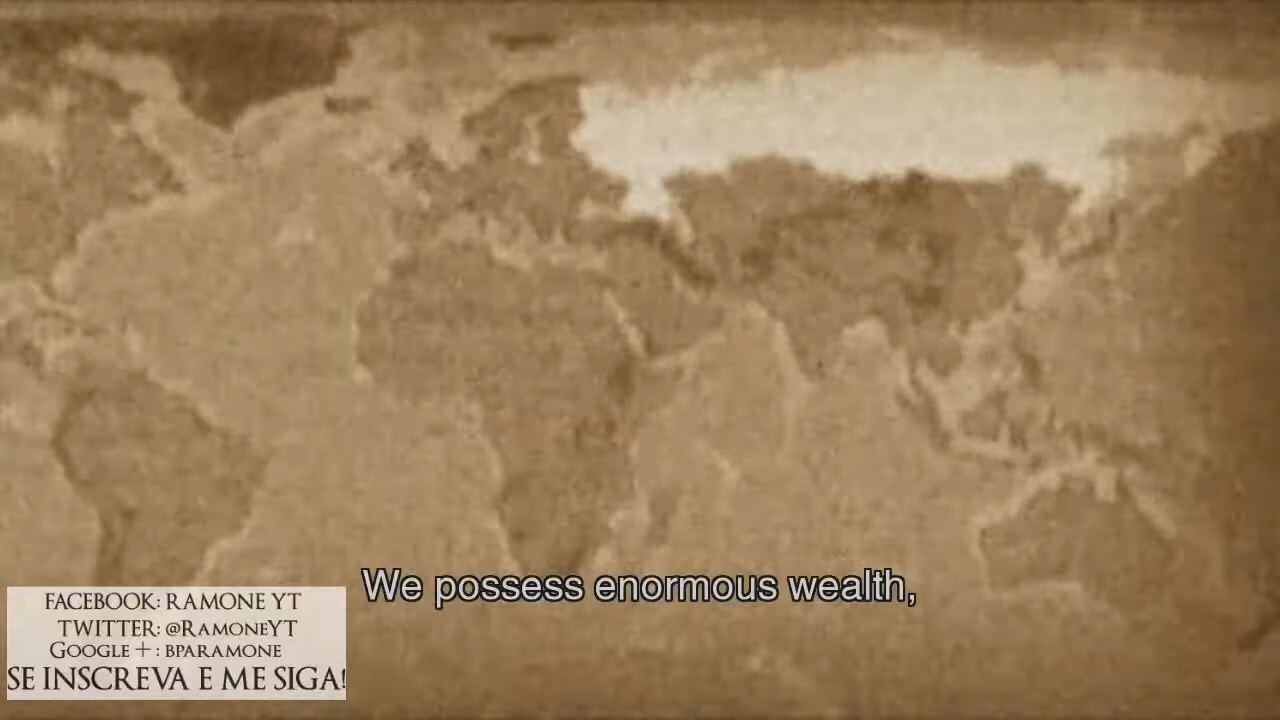 We possess enormous wealth,
FACEBOOK: RAMONE YT
TWITTER: @RAMONEYT
GOOGLE + : BPARAMONE
SE INSCREVA E ME SIGA!